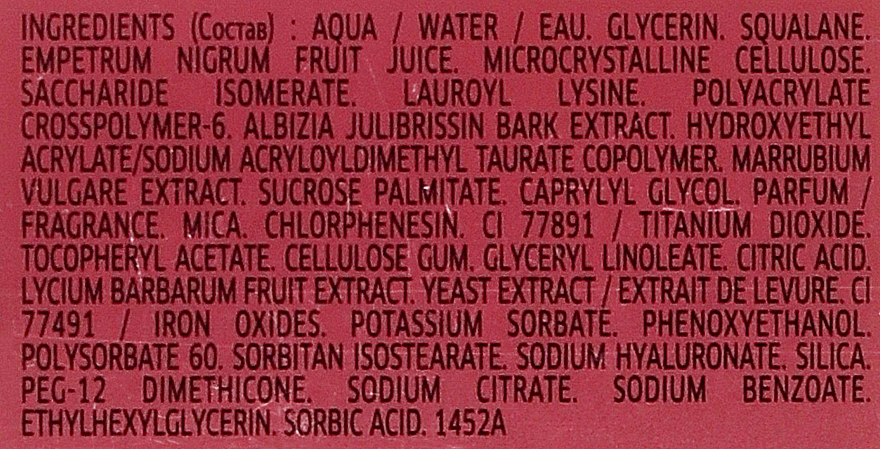 INGREDIENTS (Состав) : AQUA / WATER / EAU. GLYCERIN. SQUALANE.
EMPETRUM NIGRUM FRUIT JUICE. MICROCRYSTALLINE CELLULOSE.
SACCHARIDE ISOMERATE. LAUROYL LYSINE. POLYACRYLATE
CROSSPOLYMER-6. ALBIZIA JULIBRISSIN BARK EXTRACT. HYDROXYETHYL
ACRYLATE/SODIUM ACRYLOYLDIMETHYL TAURATE COPOLYMER. MARRUBIUM
VULGARE EXTRACT. SUCROSE PALMITATE. CAPRYLYL GLYCOL. PARFUM /
FRAGRANCE. MICA. CHLORPHENESIN. CI 77891 / TITANIUM DIOXIDE.
TOCOPHERYL ACETATE. CELLULOSE GUM. GLYCERYL LINOLEATE. CITRIC ACID.
LYCIUM BARBARUM FRUIT EXTRACT. YEAST EXTRACT / EXTRAIT DE LEVURE. CI
77491 / IRON OXIDES. POTASSIUM SORBATE. PHENOXYETHANOL.
POLYSORBATE 60. SORBITAN ISOSTEARATE. SODIUM HYALURONATE. SILICA.
PEG-12 DIMETHICONE. SODIUM CITRATE. SODIUM BENZOATE.
ETHYLHEXYLGLYCERIN. SORBIC ACID. 1452A